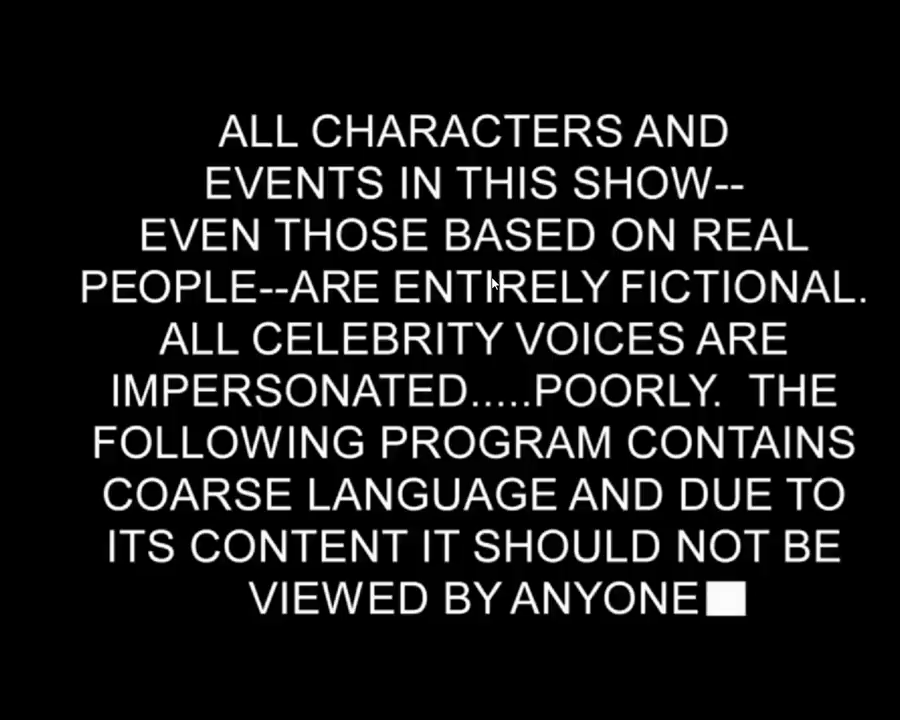 ALL CHARACTERS AND
EVENTS IN THIS SHOW--
EVEN THOSE BASED ON REAL
PEOPLE--ARE ENTIRELY FICTIONAL.
ALL CELEBRITY VOICES ARE
IMPERSONATED.....POORLY. THE
FOLLOWING PROGRAM CONTAINS
COARSE LANGUAGE AND DUE TO
ITS CONTENT IT SHOULD NOT BE
VIEWED BY ANYONE